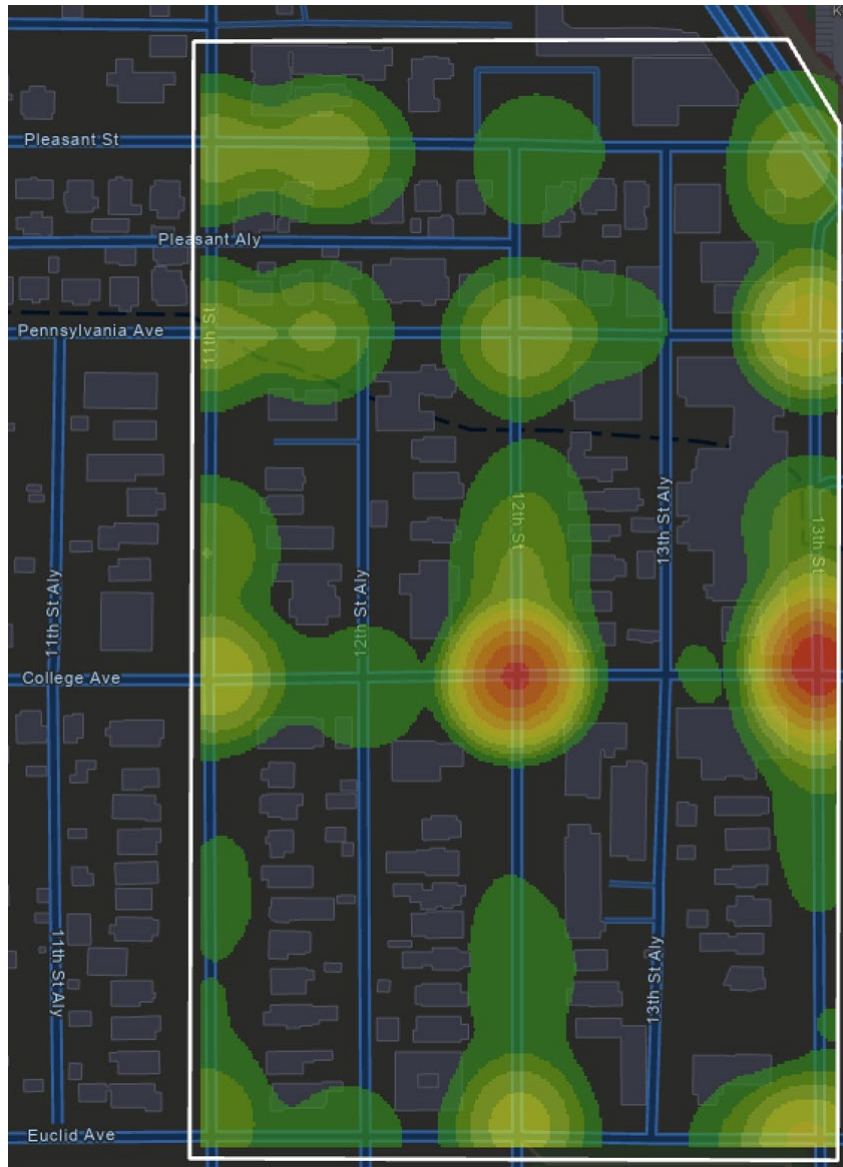 K
Pleasant St
Pleasant Aly
Pennsylvania Ave
11th St
12th St
13th St Aly
13th St
11th St Aly
12th St Aly
College Ave
11th St Aly
13th St Aly
Euclid Ave